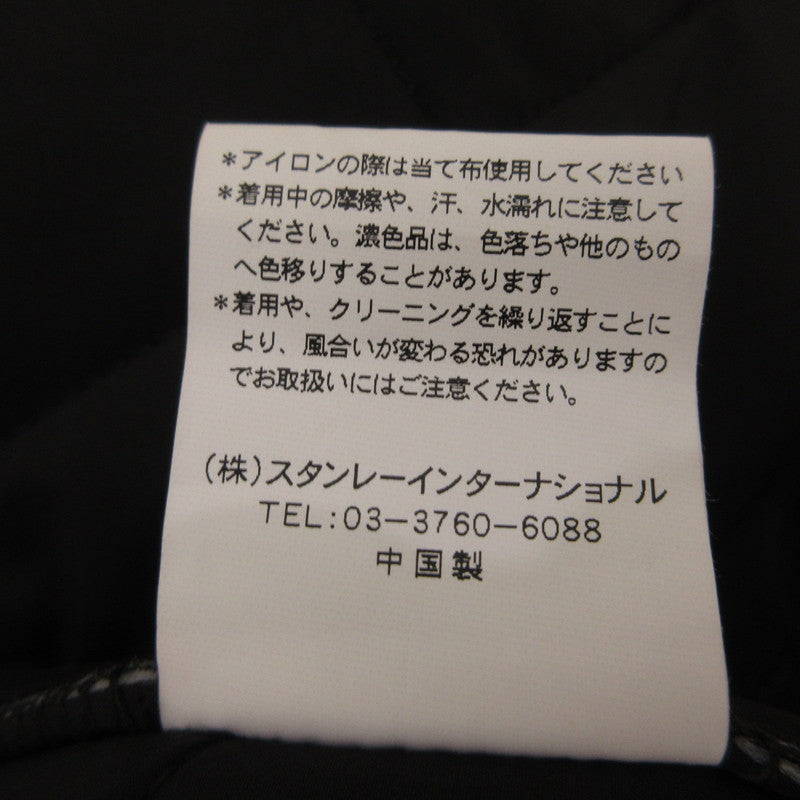 *アイロンの際は当て布使用してください
*着用中の摩擦や、汗、水濡れに注意して
ください。濃色品は、色落ちや他のもの
へ色移りすることがあります。
*着用や、クリーニングを繰り返すことに
より、風合いが変わる恐れがありますの
でお取扱いにはご注意ください。
(株)スタンレーインターナショナル
TEL:03-3760-6088
中国製